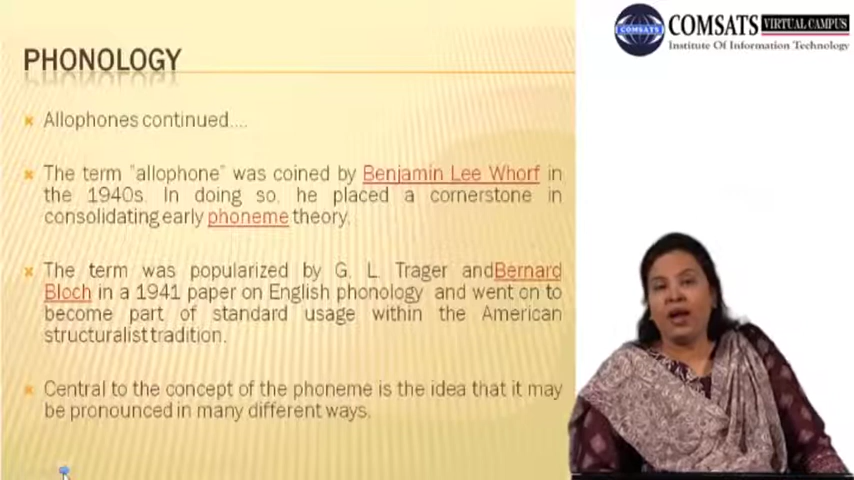 COMSATS VIRTUAL CAMPUS
COMSATS
Institute Of Information Technology
PHONOLOGY
Allophones continued....
The term "allophone" was coined by Benjamin Lee Whorf in
the 1940s. In doing so, he placed a cornerstone in
consolidating early phoneme theory.
The term was popularized by G. L. Trager andBernard
Bloch in a 1941 paper on English phonology and went on to
become part of standard usage within the American
structuralist tradition.
Central to the concept of the phoneme is the idea that it may
be pronounced in many different ways.